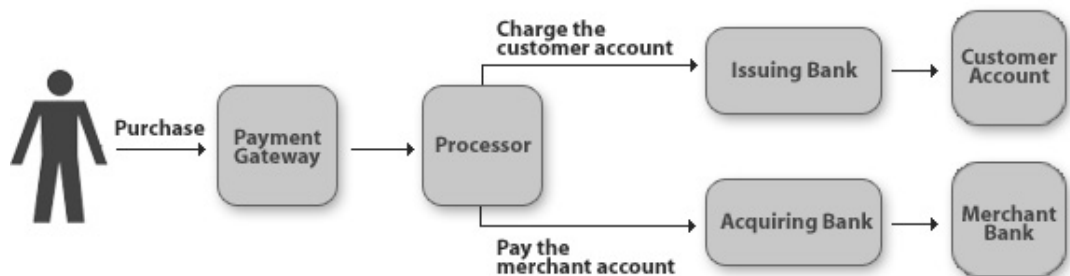 Purchase
Payment
Gateway
Processor
Charge the
customer account
Issuing Bank
Customer
Account
Pay the
merchant account
Acquiring Bank
Merchant
Bank